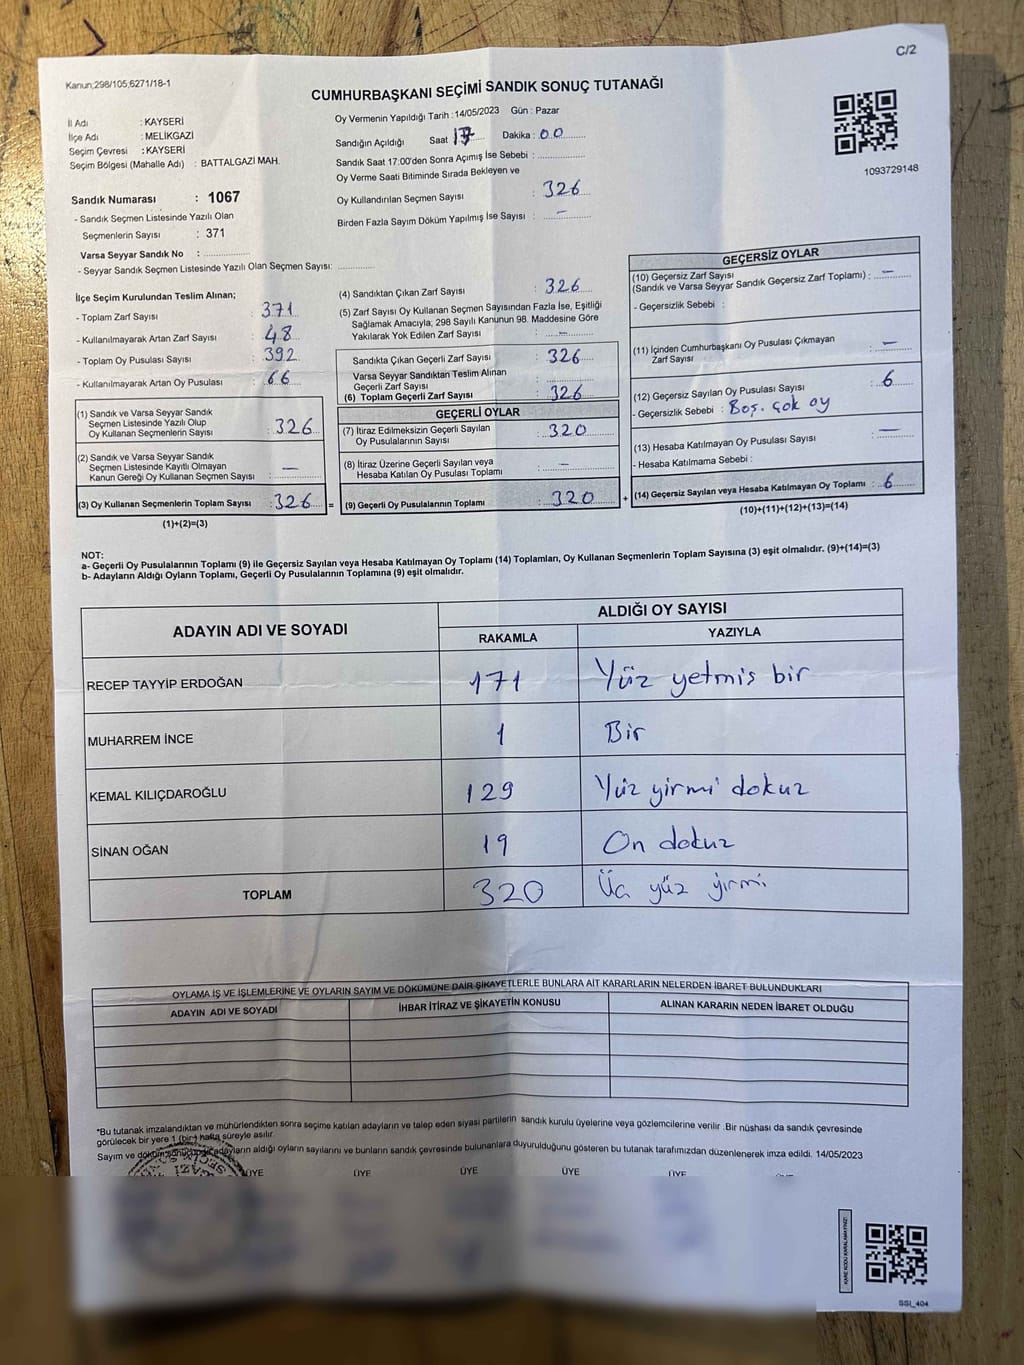 C/2
Kanun;298/105,6271/18-1
CUMHURBAŞKANI SEÇİMİ SANDIK SONUÇ TUTANAĞI
İl Adı : KAYSERİ
İlçe Adı : MELİKGAZİ
Seçim Çevresi : KAYSERİ
Seçim Bölgesi (Mahalle Adı) : BATTALGAZİ MAH.
Sandık Numarası : 1067
- Sandık Seçmen Listesinde Yazılı Olan
Seçmenlerin Sayısı : 371
Varsa Seyyar Sandık No :
- Seyyar Sandık Seçmen Listesinde Yazılı Olan Seçmen Sayısı:
Oy Vermenin Yapıldığı Tarih :14/05/2023 Gün : Pazar
Sandığın Açıldığı Saat 17 Dakika : 00
Sandık Saat 17:00'den Sonra Açımış İse Sebebi :
Oy Verme Saati Bitiminde Sırada Bekleyen ve
Oy Kullandırılan Seçmen Sayısı : 326
Birden Fazla Sayım Döküm Yapılmış İse Sayısı : -
1093729148
İlçe Seçim Kurulundan Teslim Alınan;
- Toplam Zarf Sayısı : 371
- Kullanılmayarak Artan Zarf Sayısı : 48
- Toplam Oy Pusulası Sayısı : 392
- Kullanılmayarak Artan Oy Pusulası : 66
(1) Sandık ve Varsa Seyyar Sandık
Seçmen Listesinde Yazılı Olup
Oy Kullanan Seçmenlerin Sayısı : 326
(2) Sandık ve Varsa Seyyar Sandık
Seçmen Listesinde Kayıtlı Olmayan
Kanun Gereği Oy Kullanan Seçmen Sayısı : -
(3) Oy Kullanan Seçmenlerin Toplam Sayısı : 326 =
(1)+(2)=(3)
(4) Sandıktan Çıkan Zarf Sayısı : 326
(5) Zarf Sayısı Oy Kullanan Seçmen Sayısından Fazla İse, Eşitliği
Sağlamak Amacıyla; 298 Sayılı Kanunun 98. Maddesine Göre
Yakılarak Yok Edilen Zarf Sayısı : -
Sandıkta Çıkan Geçerli Zarf Sayısı : 326
Varsa Seyyar Sandıktan Teslim Alınan
Geçerli Zarf Sayısı :
(6) Toplam Geçerli Zarf Sayısı : 326
GEÇERLİ OYLAR
(7) İtiraz Edilmeksizin Geçerli Sayılan
Oy Pusulalarının Sayısı : 320
(8) İtiraz Üzerine Geçerli Sayılan veya
Hesaba Katılan Oy Pusulası Toplamı : -
(9) Geçerli Oy Pusulalarının Toplamı : 320 +
GEÇERSİZ OYLAR
(10) Geçersiz Zarf Sayısı
(Sandık ve Varsa Seyyar Sandık Geçersiz Zarf Toplamı) : -
- Geçersizlik Sebebi :
(11) İçinden Cumhurbaşkanı Oy Pusulası Çıkmayan
Zarf Sayısı : -
(12) Geçersiz Sayılan Oy Pusulası Sayısı : 6
- Geçersizlik Sebebi : Boş. çok oy
(13) Hesaba Katılmayan Oy Pusulası Sayısı : -
- Hesaba Katılmama Sebebi :
(14) Geçersiz Sayılan veya Hesaba Katılmayan Oy Toplamı : 6
(10)+(11)+(12)+(13)=(14)
NOT:
a- Geçerli Oy Pusulalarının Toplamı (9) ile Geçersiz Sayılan veya Hesaba Katılmayan Oy Toplamı (14) Toplamları, Oy Kullanan Seçmenlerin Toplam Sayısına (3) eşit olmalıdır. (9)+(14)=(3)
b- Adayların Aldığı Oyların Toplamı, Geçerli Oy Pusulalarının Toplamına (9) eşit olmalıdır.
ADAYIN ADI VE SOYADI ALDIĞI OY SAYISI
RAKAMLA YAZIYLA
RECEP TAYYİP ERDOĞAN 171 Yüz yetmis bir
MUHARREM İNCE 1 Bir
KEMAL KILIÇDAROĞLU 129 Yüz yirmi dokuz
SİNAN OĞAN 19 On dokuz
TOPLAM 320 Üç yüz yirmi
OYLAMA İŞ VE İŞLEMLERİNE VE OYLARIN SAYIM VE DÖKÜMÜNE DAİR ŞİKAYETLERLE BUNLARA AİT KARARLARIN NELERDEN İBARET BULUNDUKLARI
ADAYIN ADI VE SOYADI İHBAR İTİRAZ VE ŞİKAYETİN KONUSU ALINAN KARARIN NEDEN İBARET OLDUĞU
*Bu tutanak imzalandıktan ve mühürlendikten sonra seçime katılan adayların ve talep eden siyasi partilerin sandık kurulu üyelerine veya gözlemcilerine verilir .Bir nüshası da sandık çevresinde
görülecek bir yere 1 (bir) hafta süreyle asılır.
Sayım ve döküm sonucunda adayların aldığı oyların sayılarını ve bunların sandık çevresinde bulunanlara duyurulduğunu gösteren bu tutanak tarafımızdan düzenlenerek imza edildi. 14/05/2023
ÜYE ÜYE ÜYE ÜYE ÜYE
KARE KODU KARALAMAYINIZ!
SSI_404